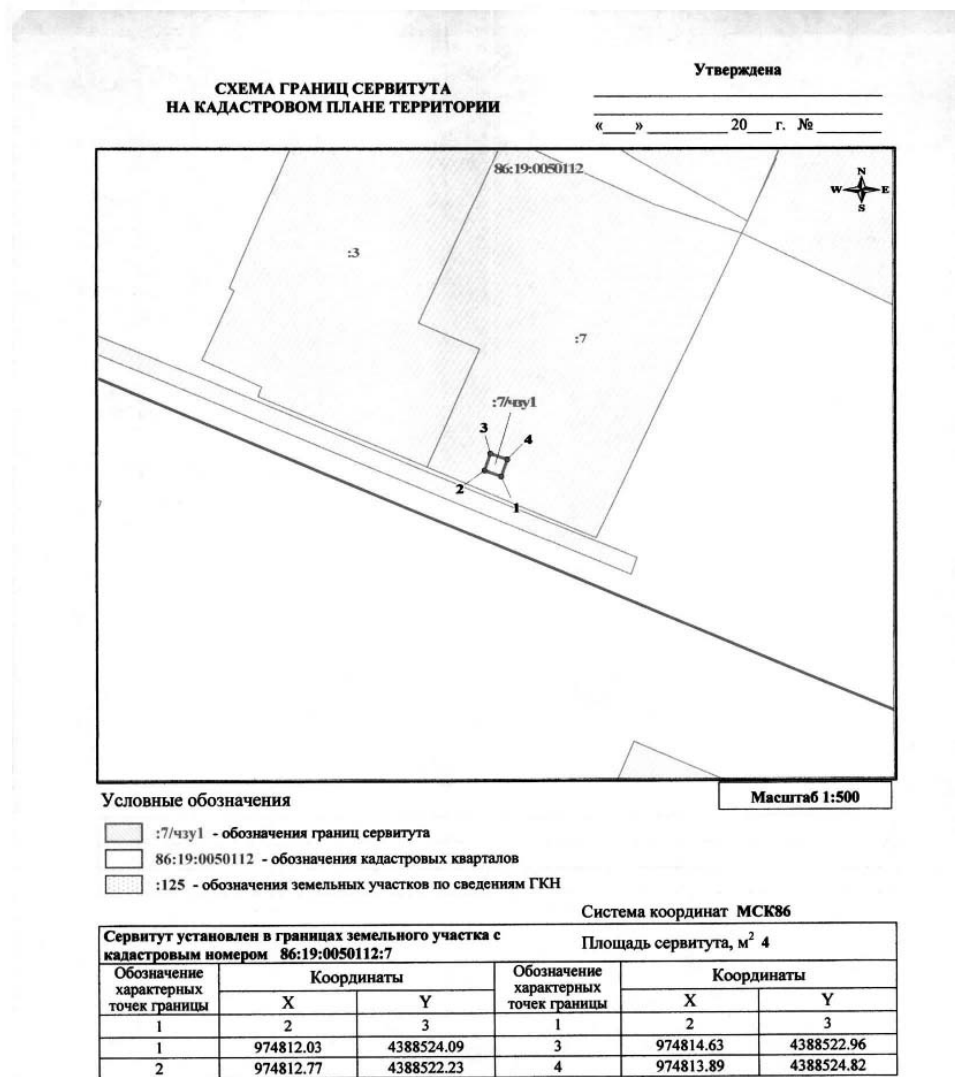 Утверждена
СХЕМА ГРАНИЦ СЕРВИТУТА
НА КАДАСТРОВОМ ПЛАНЕ ТЕРРИТОРИИ
«____» __________ 20___ г. № ________
86:19:0050112
N
W E
S
:3
:7
:7/чзу1
3
4
2
1
Условные обозначения
Масштаб 1:500
:7/чзу1 - обозначения границ сервитута
86:19:0050112 - обозначения кадастровых кварталов
:125 - обозначения земельных участков по сведениям ГКН
Система координат МСК86
Сервитут установлен в границах земельного участка с
кадастровым номером 86:19:0050112:7
Площадь сервитута, м² 4
Обозначение характерных точек границы Координаты Обозначение характерных точек границы Координаты
X Y X Y
1 2 3 1 2 3
1 974812.03 4388524.09 3 974814.63 4388522.96
2 974812.77 4388522.23 4 974813.89 4388524.82